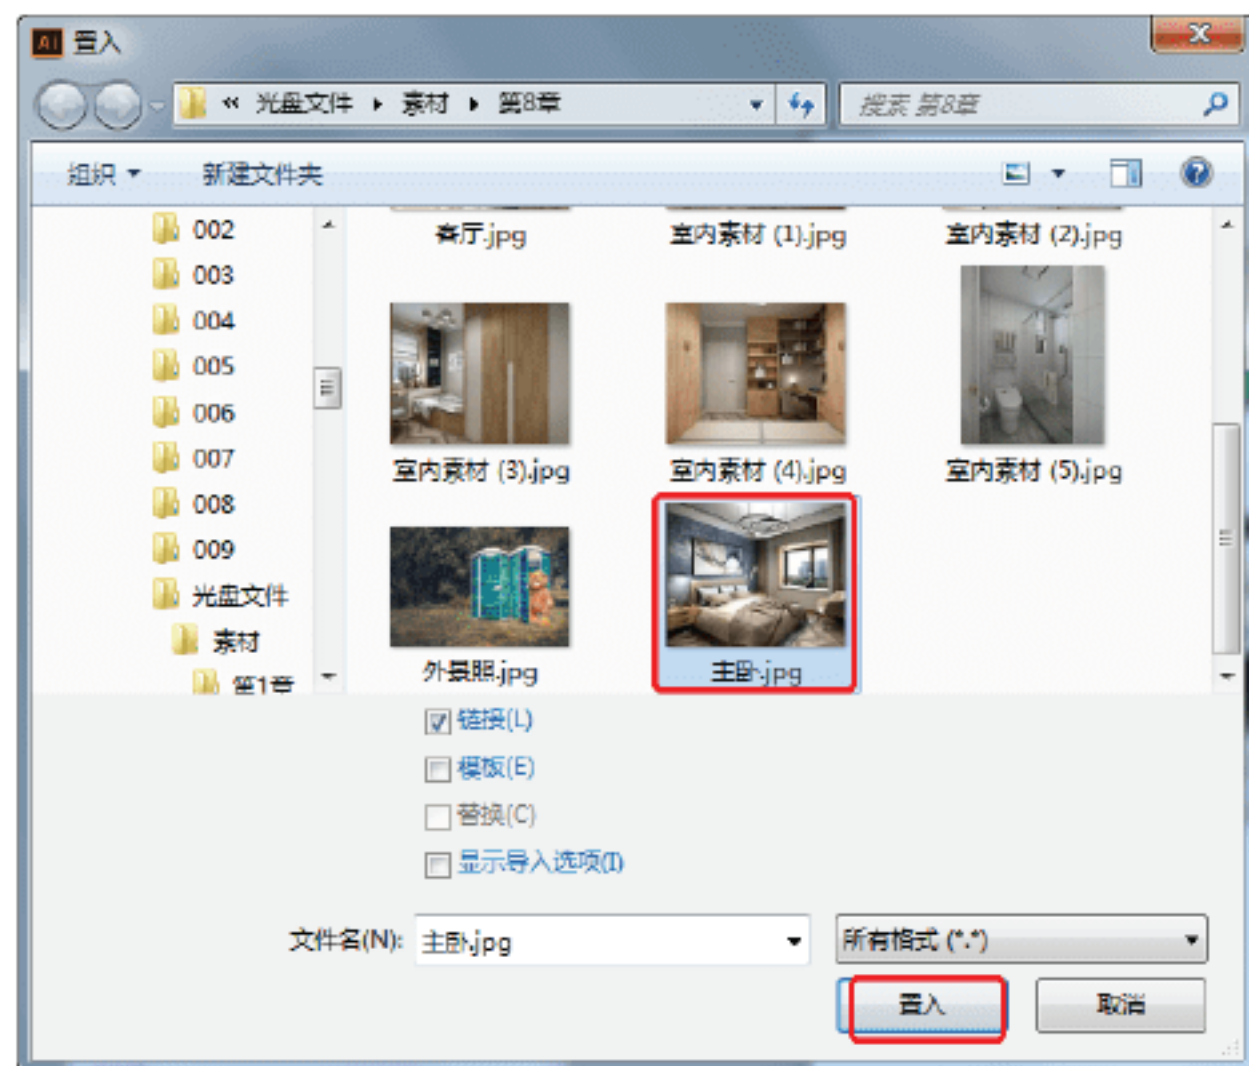 Ai 置入
« 光盘文件 ▸ 素材 ▸ 第8章
搜索 第8章
组织 新建文件夹
002
003
004
005
006
007
008
009
光盘文件
素材
第1章
客厅.jpg
室内素材 (1).jpg
室内素材 (2).jpg
室内素材 (3).jpg
室内素材 (4).jpg
室内素材 (5).jpg
外景照.jpg
主卧.jpg
链接(L)
模板(E)
替换(C)
显示导入选项(I)
文件名(N): 主卧.jpg
所有格式 (*.*)
置入 取消